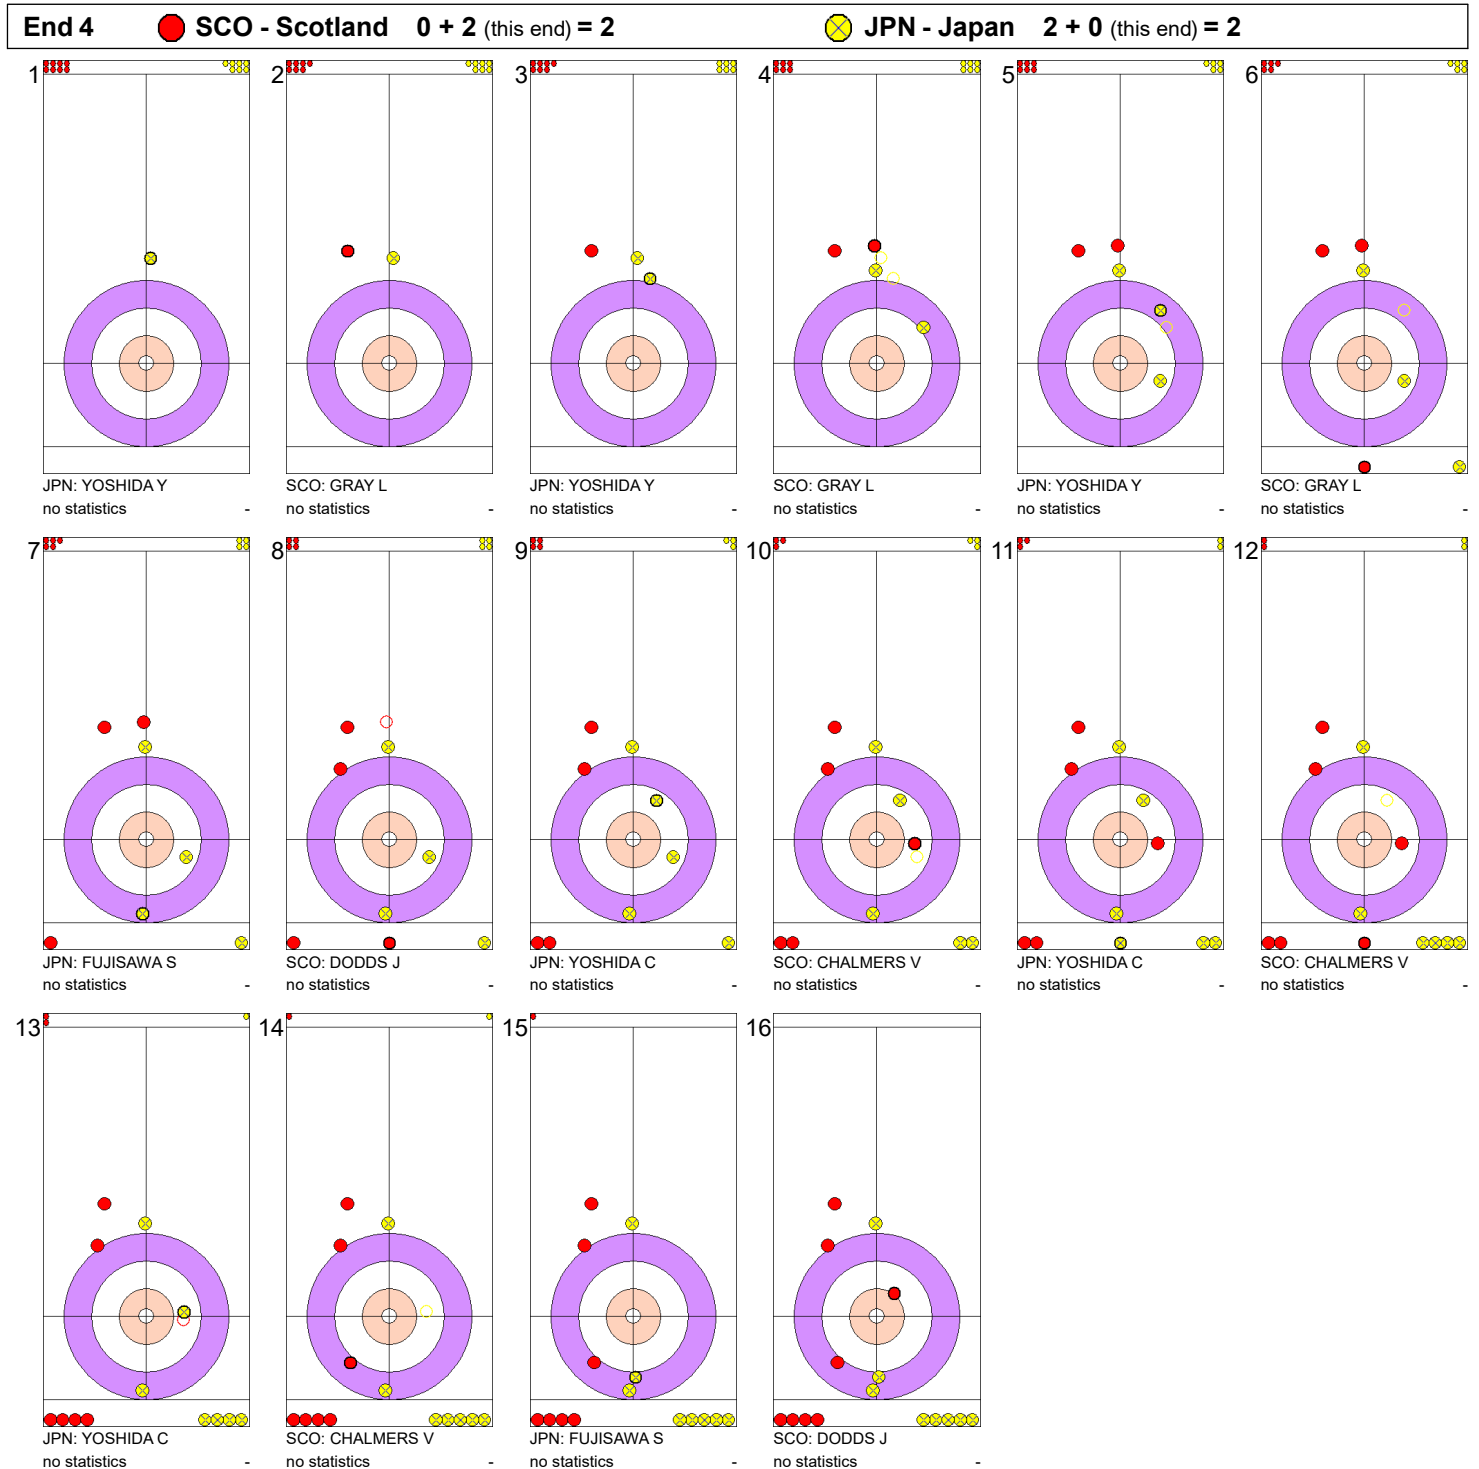 End 4 SCO - Scotland 0 + 2 (this end) = 2 JPN - Japan 2 + 0 (this end) = 2
1 2 3 4 5 6
JPN: YOSHIDA Y SCO: GRAY L JPN: YOSHIDA Y SCO: GRAY L JPN: YOSHIDA Y SCO: GRAY L
no statistics - no statistics - no statistics - no statistics - no statistics - no statistics -
7 8 9 10 11 12
JPN: FUJISAWA S SCO: DODDS J JPN: YOSHIDA C SCO: CHALMERS V JPN: YOSHIDA C SCO: CHALMERS V
no statistics - no statistics - no statistics - no statistics - no statistics - no statistics -
13 14 15 16
JPN: YOSHIDA C SCO: CHALMERS V JPN: FUJISAWA S SCO: DODDS J
no statistics - no statistics - no statistics - no statistics -